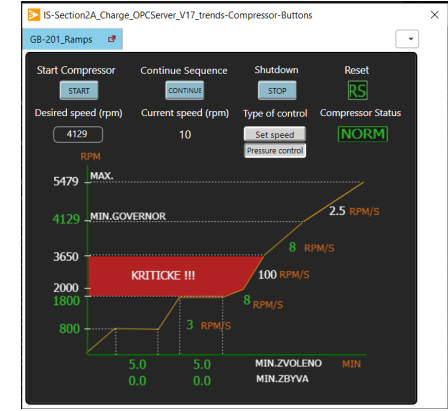 IS-Section2A_Charge_OPCServer_V17_trends-Compressor-Buttons
GB-201_Ramps
Start Compressor Continue Sequence Shutdown Reset
START CONTINUE STOP RS
Desired speed (rpm) Current speed (rpm) Type of control Compressor Status
4129 10 Set speed NORM
Pressure control
RPM
5479 MAX.
2.5 RPM/S
4129 MIN.GOVERNOR
8 RPM/S
3650
KRITICKE !!! 100 RPM/S
2000
1800 8 RPM/S
800 3 RPM/S
5.0 5.0 MIN.ZVOLENO MIN
0.0 0.0 MIN.ZBYVA